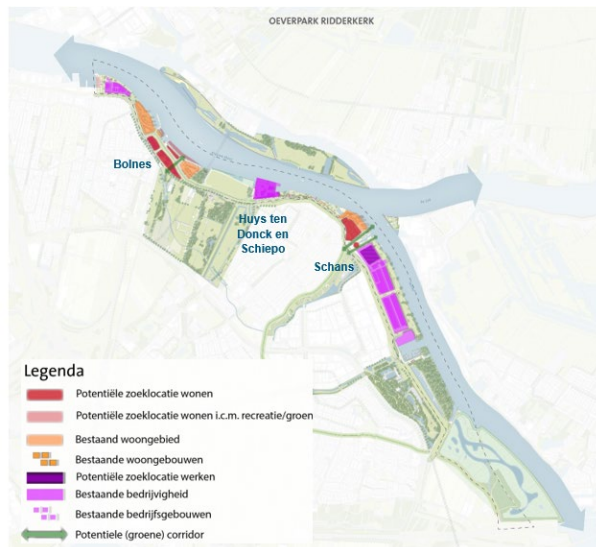 OEVERPARK RIDDERKERK
Bolnes
Huys ten
Donck en
Schiepo
Schans
Legenda
Potentiële zoeklocatie wonen
Potentiële zoeklocatie wonen i.c.m. recreatie/groen
Bestaand woongebied
Bestaande woongebouwen
Potentiële zoeklocatie werken
Bestaande bedrijvigheid
Bestaande bedrijfsgebouwen
Potentiele (groene) corridor